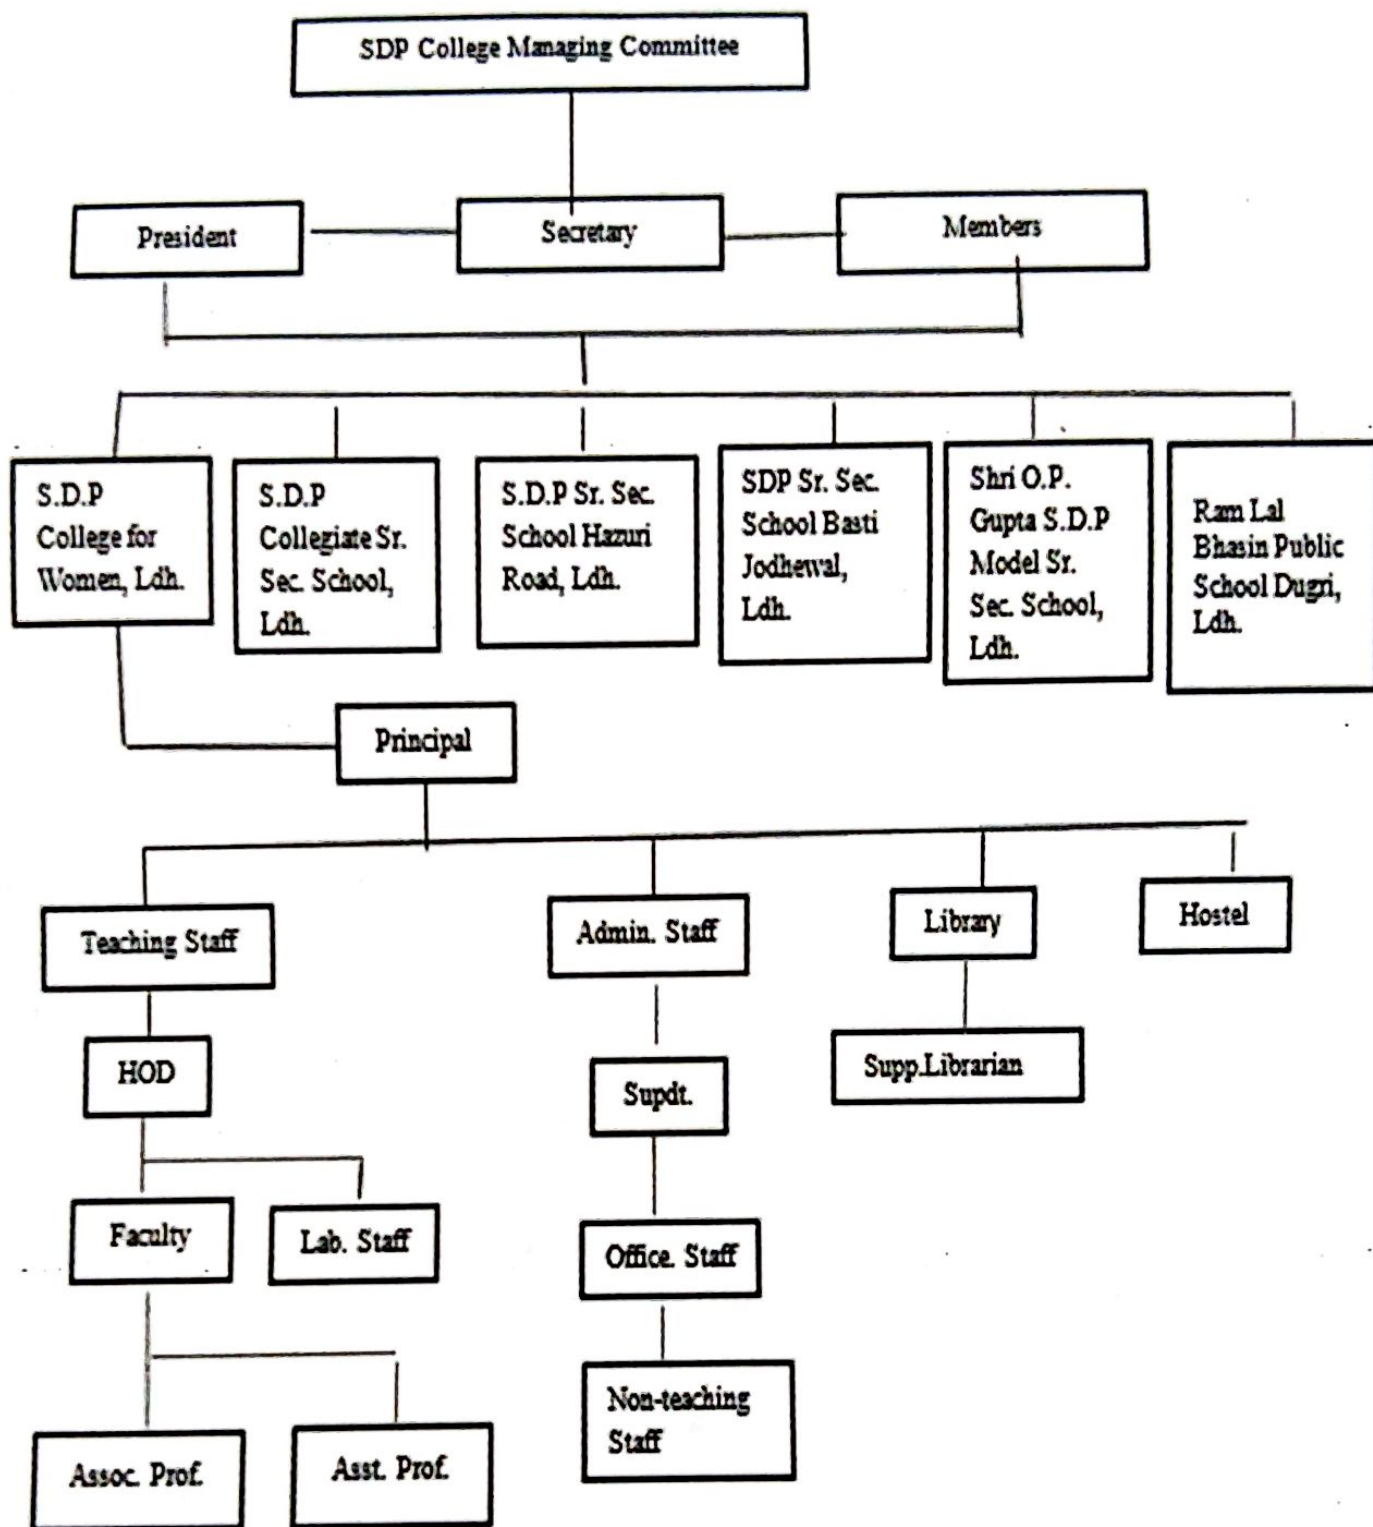 SDP College Managing Committee
President
Secretary
Members
S.D.P
College for
Women, Ldh.
S.D.P
Collegiate Sr.
Sec. School,
Ldh.
S.D.P Sr. Sec.
School Hazuri
Road, Ldh.
SDP Sr. Sec.
School Basti
Jodhewal,
Ldh.
Shri O.P.
Gupta S.D.P
Model Sr.
Sec. School,
Ldh.
Ram Lal
Bhasin Public
School Dugri,
Ldh.
Principal
Teaching Staff
Admin. Staff
Library
Hostel
HOD
Supdt.
Supp.Librarian
Faculty
Lab. Staff
Office. Staff
Non-teaching
Staff
Assoc. Prof.
Asst. Prof.